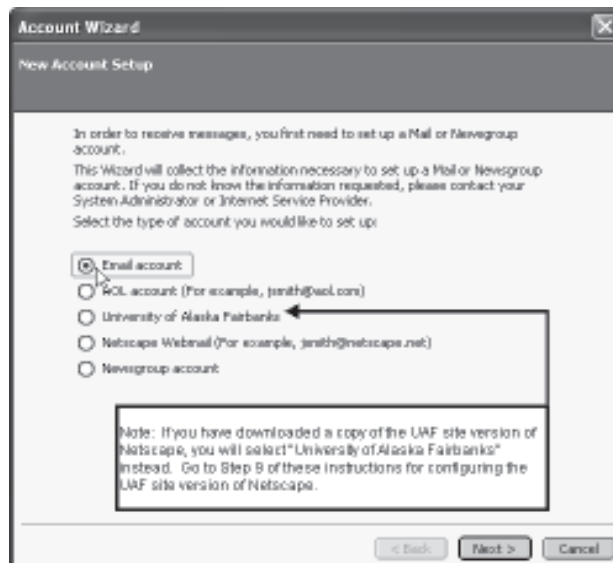 Account Wizard
New Account Setup
In order to receive messages, you first need to set up a Mail or Newsgroup
account.
This Wizard will collect the information necessary to set up a Mail or Newsgroup
account. If you do not know the information requested, please contact your
System Administrator or Internet Service Provider.
Select the type of account you would like to set up:
Email account
AOL account (For example, jsmith@aol.com)
University of Alaska Fairbanks
Netscape Webmail (For example, jsmith@netscape.net)
Newsgroup account
Note: If you have downloaded a copy of the UAF site version of
Netscape, you will select "University of Alaska Fairbanks"
instead. Go to Step 9 of these instructions for configuring the
UAF site version of Netscape.
< Back
Next >
Cancel